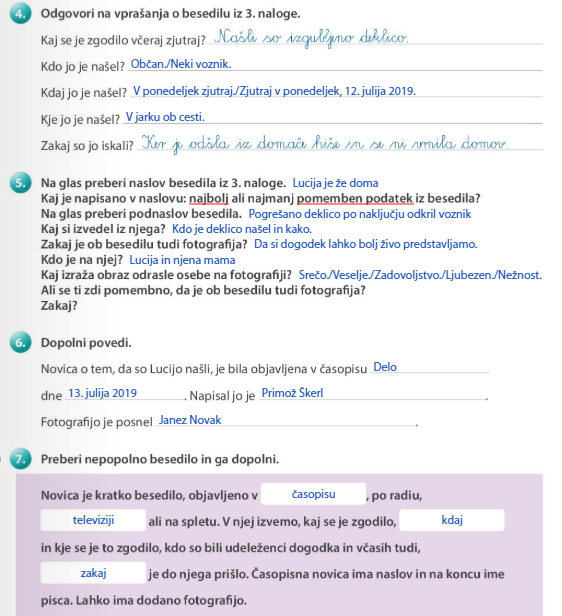 4. Odgovori na vprašanja o besedilu iz 3. naloge.
Kaj se je zgodilo včeraj zjutraj? Našli so izgubljeno deklico.
Kdo jo je našel? Občan./Neki voznik.
Kdaj jo je našel? V ponedeljek zjutraj./Zjutraj v ponedeljek, 12. julija 2019.
Kje jo je našel? V jarku ob cesti.
Zakaj so jo iskali? Ker je odšla iz domače hiše in se ni vrnila domov.
5. Na glas preberi naslov besedila iz 3. naloge. Lucija je že doma
Kaj je napisano v naslovu: najbolj ali najmanj pomemben podatek iz besedila?
Na glas preberi podnaslov besedila. Pogrešano deklico po naključju odkril voznik
Kaj si izvedel iz njega? Kdo je deklico našel in kako.
Zakaj je ob besedilu tudi fotografija? Da si dogodek lahko bolj živo predstavljamo.
Kdo je na njej? Lucija in njena mama
Kaj izraža obraz odrasle osebe na fotografiji? Srečo./Veselje./Zadovoljstvo./Ljubezen./Nežnost.
Ali se ti zdi pomembno, da je ob besedilu tudi fotografija?
Zakaj?
6. Dopolni povedi.
Novica o tem, da so Lucijo našli, je bila objavljena v časopisu Delo
dne 13. julija 2019. Napisal jo je Primož Škerl.
Fotografijo je posnel Janez Novak.
7. Preberi nepopolno besedilo in ga dopolni.
Novica je kratko besedilo, objavljeno v časopisu, po radiu,
televiziji ali na spletu. V njej izvemo, kaj se je zgodilo, kdaj
in kje se je to zgodilo, kdo so bili udeleženci dogodka in včasih tudi,
zakaj je do njega prišlo. Časopisna novica ima naslov in na koncu ime
pisca. Lahko ima dodano fotografijo.